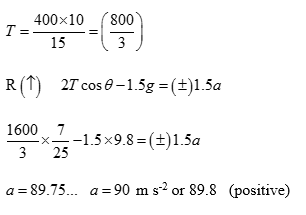 T = 400×10/15 = (800/3)
R(↑) 2T cos θ − 1.5g = (±)1.5a
1600/3 × 7/25 − 1.5×9.8 = (±)1.5a
a = 89.75... a = 90 m s⁻² or 89.8 (positive)